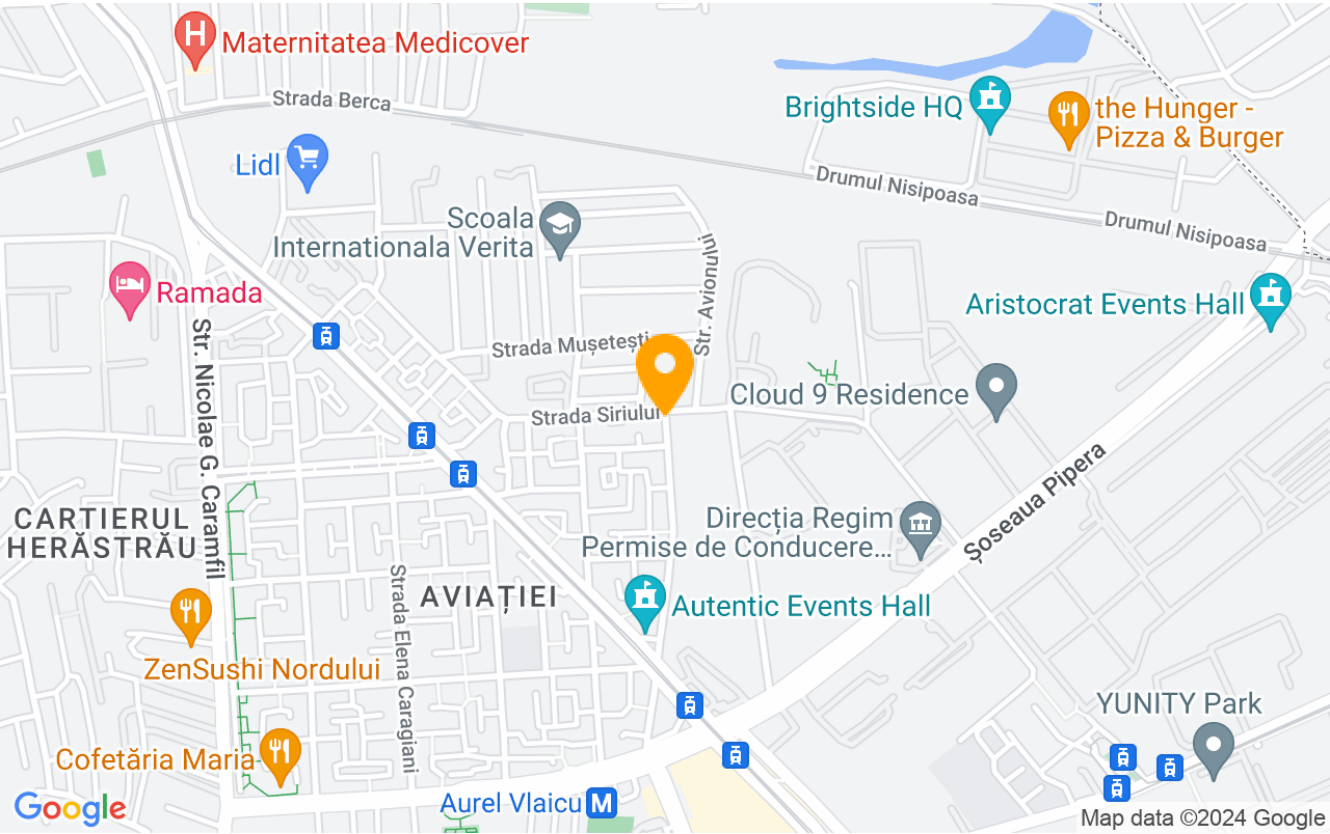 H
Maternitatea Medicover
Strada Berca
Brightside HQ
the Hunger -
Pizza & Burger
Lidl
Drumul Nisipoasa
Drumul Nisipoasa
Scoala
Internationala Verita
Str. Avionului
Ramada
Aristocrat Events Hall
Str. Nicolae G. Caramfil
Strada Mușetești
Cloud 9 Residence
Strada Siriului
Șoseaua Pipera
CARTIERUL
HERĂSTRĂU
Direcția Regim
Permise de Conducere...
Strada Elena Caragiani
AVIAȚIEI
Autentic Events Hall
ZenSushi Nordului
YUNITY Park
Cofetăria Maria
Aurel Vlaicu M
Google
Map data ©2024 Google